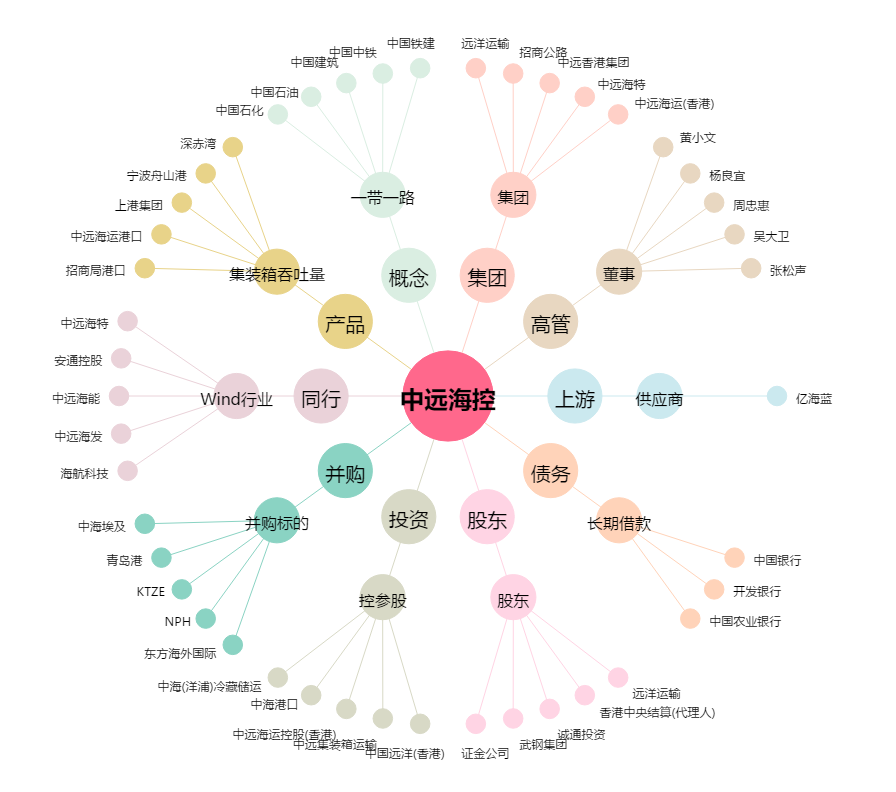 中国铁建
远洋运输
中国中铁
招商公路
中国建筑
中远香港集团
中国石油
中远海特
中国石化
中远海运(香港)
深赤湾
黄小文
宁波舟山港
杨良宜
一带一路
集团
上港集团
周忠惠
中远海运港口
吴大卫
招商局港口
集装箱吞吐量
概念
集团
董事
张松声
产品
高管
中远海特
安通控股
中远海能
Wind行业
同行
中远海控
上游
供应商
亿海蓝
中远海发
海航科技
并购
债务
中海埃及
并购标的
投资
股东
长期借款
青岛港
中国银行
KTZE
开发银行
NPH
控参股
股东
中国农业银行
东方海外国际
中海(洋浦)冷藏储运
远洋运输
中海港口
香港中央结算(代理人)
中远海运控股(香港)
诚通投资
中远集装箱运输
武钢集团
中国远洋(香港)
证金公司